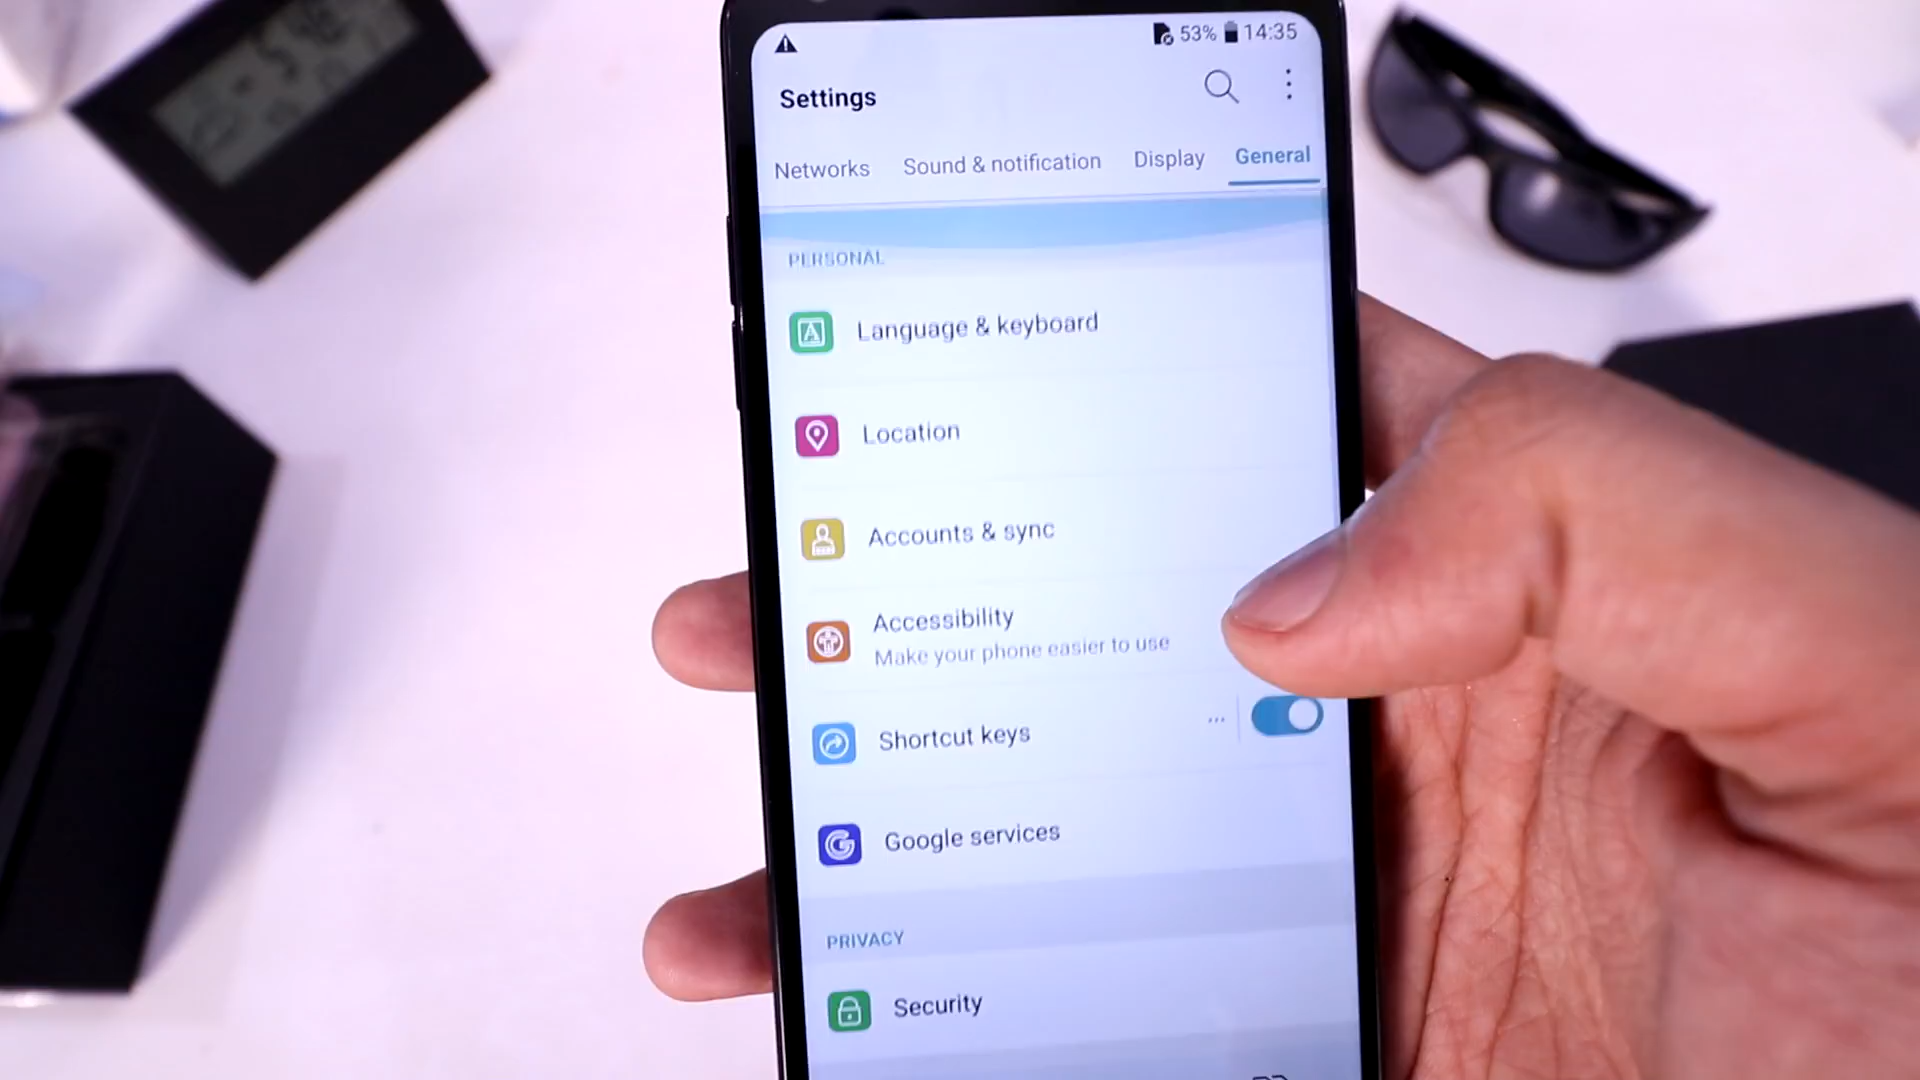 53% 14:35
Settings
Networks Sound & notification Display General
PERSONAL
Language & keyboard
Location
Accounts & sync
Accessibility
Make your phone easier to use
Shortcut keys ...
Google services
PRIVACY
Security